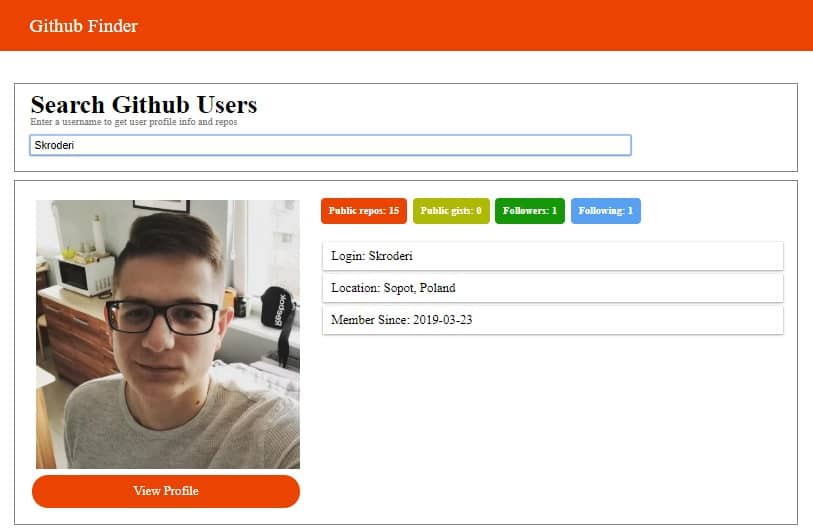 Github Finder
Search Github Users
Enter a username to get user profile info and repos
Skroderi
Public repos: 15
Public gists: 0
Followers: 1
Following: 1
Login: Skroderi
Location: Sopot, Poland
Member Since: 2019-03-23
Reebok
View Profile